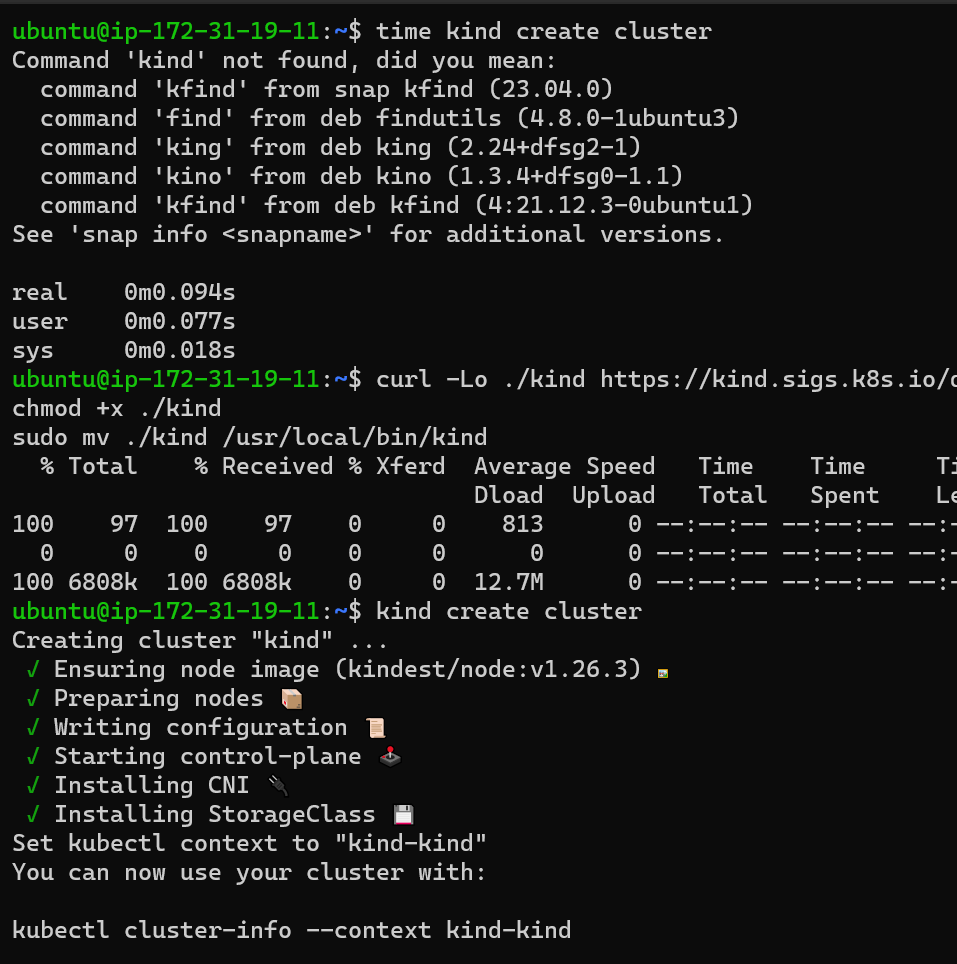 ubuntu@ip-172-31-19-11:~$ time kind create cluster
Command 'kind' not found, did you mean:
  command 'kfind' from snap kfind (23.04.0)
  command 'find' from deb findutils (4.8.0-1ubuntu3)
  command 'king' from deb king (2.24+dfsg2-1)
  command 'kino' from deb kino (1.3.4+dfsg0-1.1)
  command 'kfind' from deb kfind (4:21.12.3-0ubuntu1)
See 'snap info <snapname>' for additional versions.

real    0m0.094s
user    0m0.077s
sys     0m0.018s
ubuntu@ip-172-31-19-11:~$ curl -Lo ./kind https://kind.sigs.k8s.io/
chmod +x ./kind
sudo mv ./kind /usr/local/bin/kind
  % Total    % Received % Xferd  Average Speed   Time    Time
                                 Dload  Upload   Total   Spent
100    97  100    97    0     0    813      0 --:--:-- --:--:-- --:-
  0     0    0     0    0     0      0      0 --:--:-- --:--:-- --:-
100 6808k  100 6808k    0     0  12.7M      0 --:--:-- --:--:-- --:-
ubuntu@ip-172-31-19-11:~$ kind create cluster
Creating cluster "kind" ...
 ✓ Ensuring node image (kindest/node:v1.26.3) 🖼
 ✓ Preparing nodes 📦
 ✓ Writing configuration 📜
 ✓ Starting control-plane 🕹️
 ✓ Installing CNI 🔌
 ✓ Installing StorageClass 💾
Set kubectl context to "kind-kind"
You can now use your cluster with:

kubectl cluster-info --context kind-kind